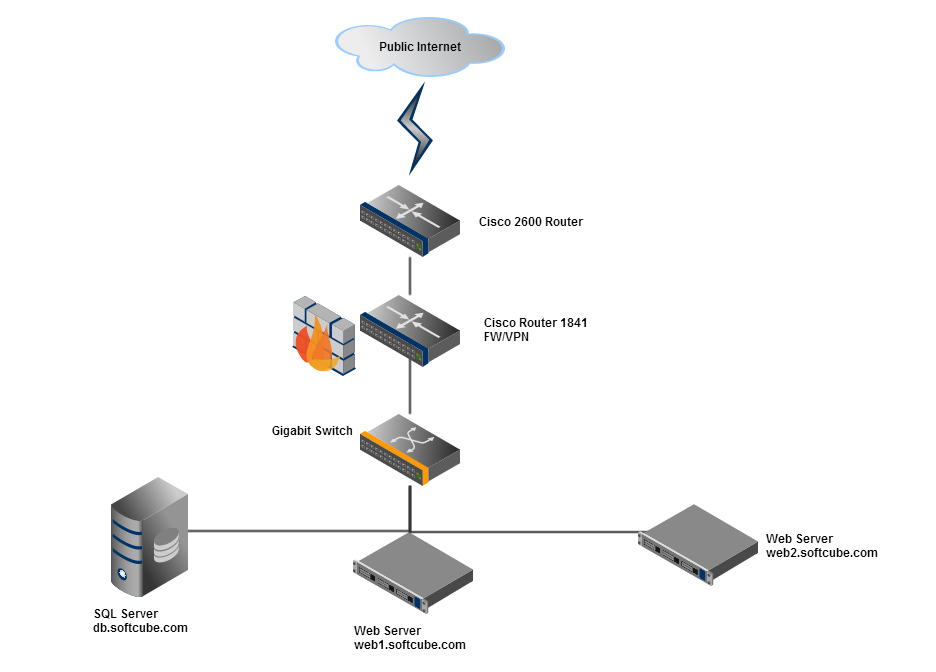 Public Internet
Cisco 2600 Router
Cisco Router 1841
FW/VPN
Gigabit Switch
Web Server
web2.softcube.com
SQL Server
db.softcube.com
Web Server
web1.softcube.com